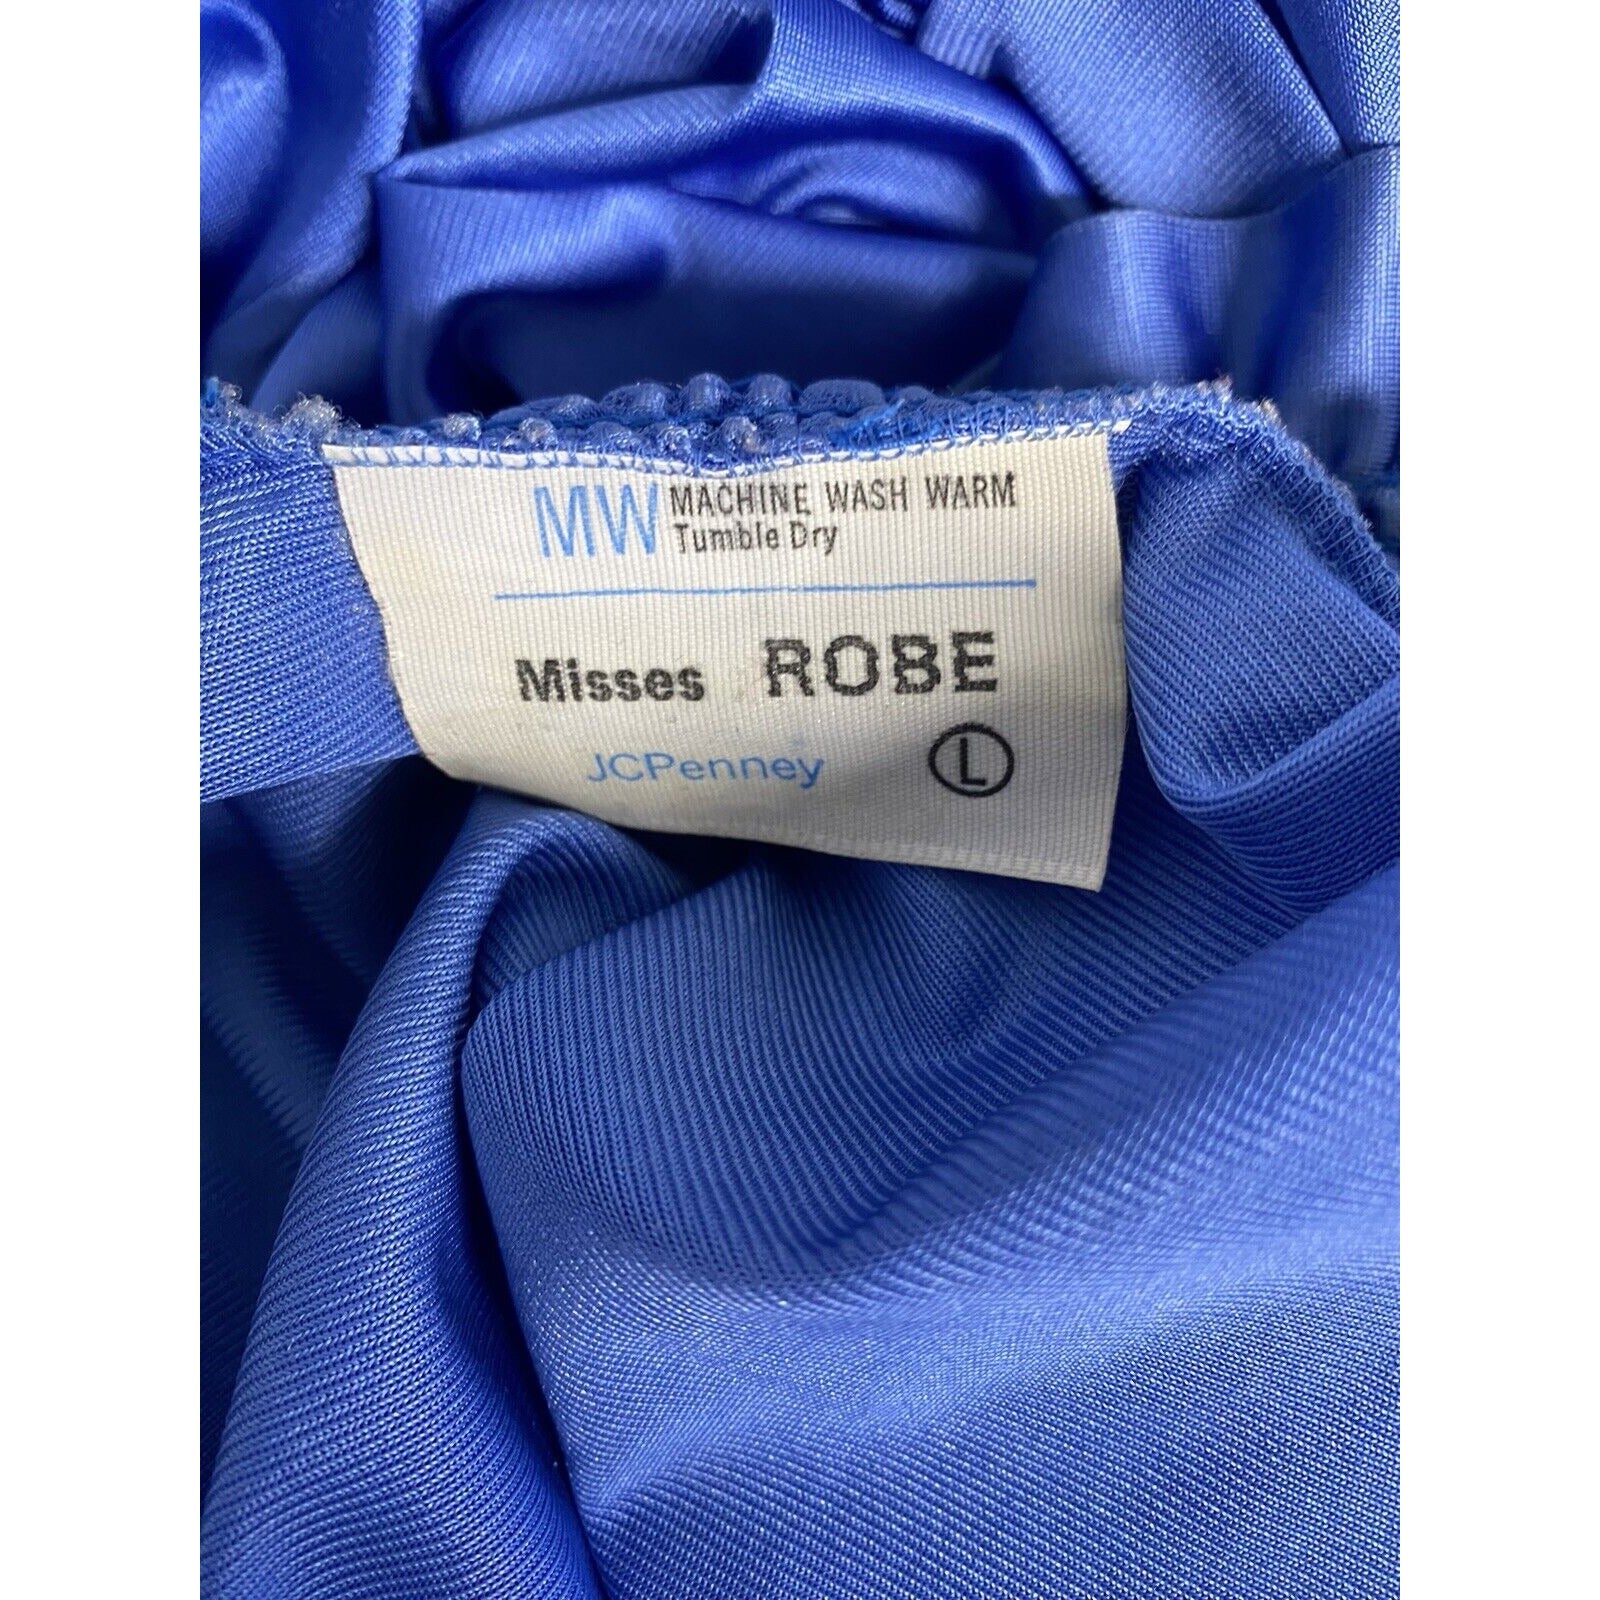 MW MACHINE WASH WARM
Tumble Dry
Misses ROBE
JCPenney L